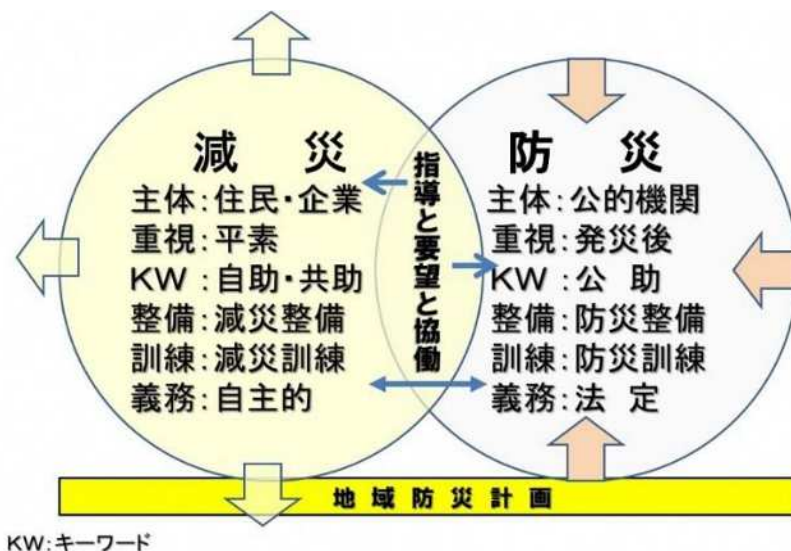 減 災
主体:住民・企業
重視:平素
KW:自助・共助
整備:減災整備
訓練:減災訓練
義務:自主的
指導と要望と協働
防 災
主体:公的機関
重視:発災後
KW:公 助
整備:防災整備
訓練:防災訓練
義務:法 定
地域防災計画
KW:キーワード